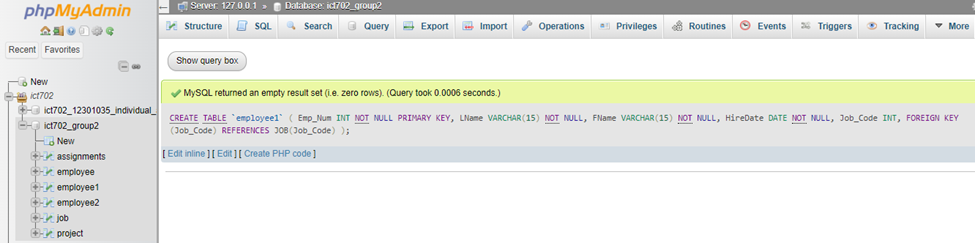 phpMyAdmin
Recent Favorites
New
ict702
ict702_12301035_individual_
ict702_group2
New
assignments
employee
employee1
employee2
job
project
Server: 127.0.0.1 » Database: ict702_group2
Structure SQL Search Query Export Import Operations Privileges Routines Events Triggers Tracking More
Show query box
MySQL returned an empty result set (i.e. zero rows). (Query took 0.0006 seconds.)
CREATE TABLE `employee1` ( Emp_Num INT NOT NULL PRIMARY KEY, LName VARCHAR(15) NOT NULL, FName VARCHAR(15) NOT NULL, HireDate DATE NOT NULL, Job_Code INT, FOREIGN KEY
(Job_Code) REFERENCES JOB(Job_Code) );
[ Edit inline ] [ Edit ] [ Create PHP code ]